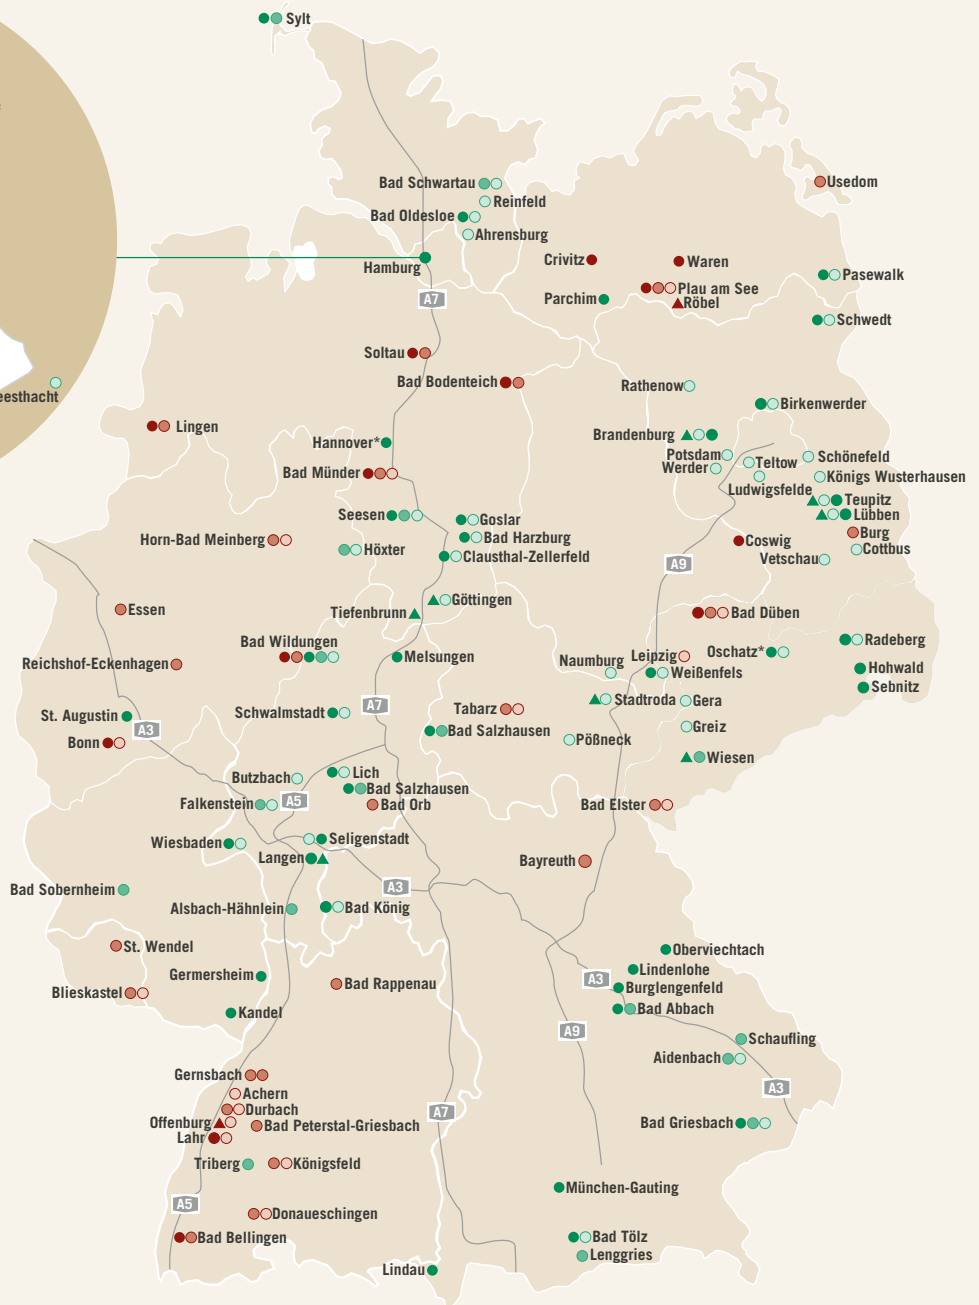 Sylt
Bad Schwartau
Usedom
Reinfeld
Bad Oldesloe
Ahrensburg
Hamburg
Crivitz
Waren
Pasewalk
Plau am See
Parchim
Röbel
A7
Schwedt
Soltau
Bad Bodenteich
Rathenow
eesthacht
Birkenwerder
Lingen
Brandenburg
Hannover*
Potsdam
Schönefeld
Teltow
Werder
Bad Münder
Königs Wusterhausen
Ludwigsfelde
Teupitz
Seesen
Lübben
Goslar
Burg
Horn-Bad Meinberg
Bad Harzburg
Coswig
Höxter
Cottbus
Clausthal-Zellerfeld
Vetschau
A9
Göttingen
Essen
Tiefenbrunn
Bad Düben
Bad Wildungen
Radeberg
Oschatz*
Melsungen
Leipzig
Reichshof-Eckenhagen
Naumburg
Hohwald
Weißenfels
Sebnitz
Stadtroda
Gera
A7
Tabarz
Schwalmstadt
St. Augustin
Greiz
A3
Bad Salzhausen
Bonn
Pößneck
Wiesen
Lich
Butzbach
Bad Salzhausen
A5
Falkenstein
Bad Orb
Bad Elster
Seligenstadt
Wiesbaden
Langen
Bayreuth
A3
Bad Sobernheim
Alsbach-Hähnlein
Bad König
St. Wendel
Oberviechtach
Lindenlohe
Germersheim
A3
Bad Rappenau
Burglengenfeld
Blieskastel
Bad Abbach
Kandel
A9
Schaufling
Aidenbach
Gernsbach
A3
Achern
Durbach
A7
Offenburg
Bad Griesbach
Bad Peterstal-Griesbach
Lahr
Triberg
Königsfeld
München-Gauting
A5
Donaueschingen
Bad Bellingen
Bad Tölz
Lenggries
Lindau